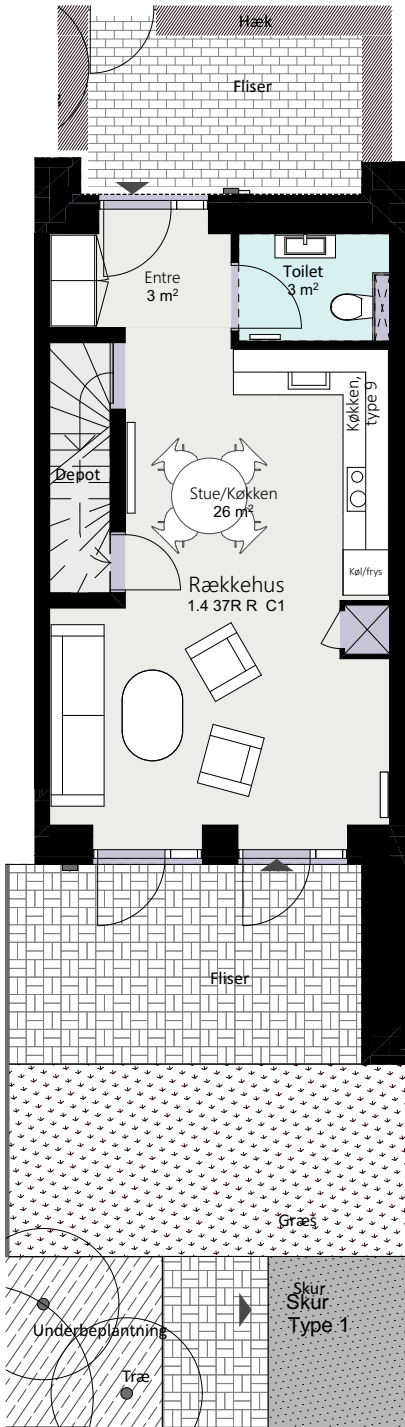 Hæk
Fliser
Entre
3 m²
Toilet
3 m²
Køkken,
type 9
Depot
Stue/Køkken
26 m²
Køl/frys
Rækkehus
1.4 37R R C1
Fliser
Græs
Skur
Skur
Type 1
Underbeplantning
Træ